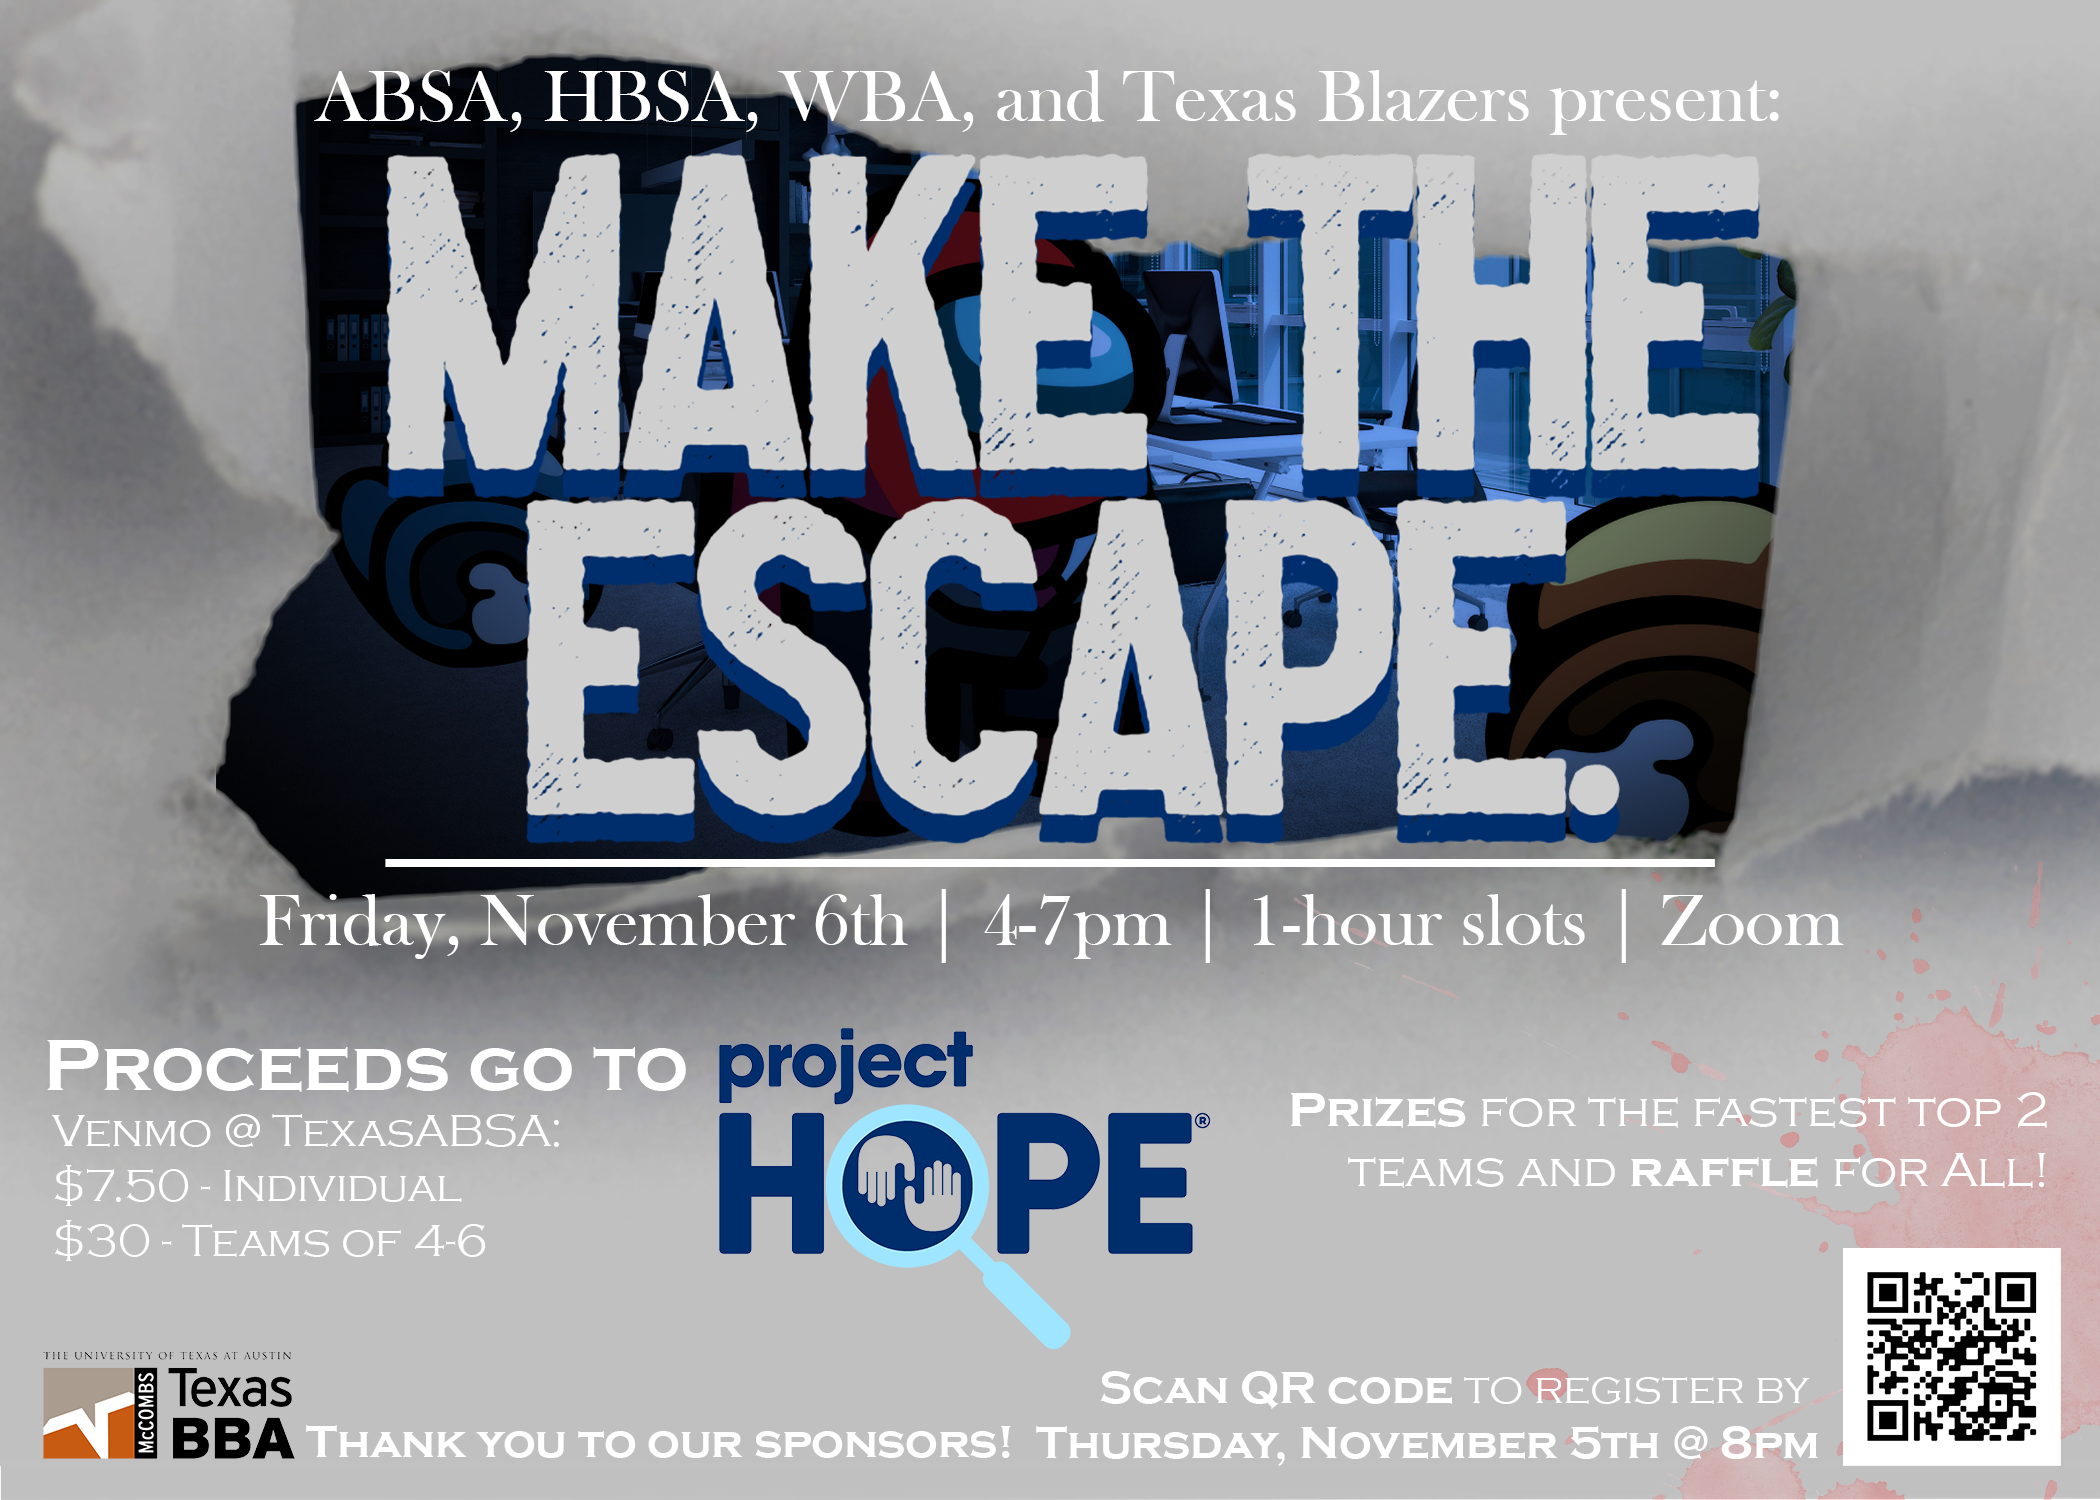 ABSA, HBSA, WBA, and Texas Blazers present:
MAKE THE
ESCAPE.
Friday, November 6th | 4-7pm | 1-hour slots | Zoom
PROCEEDS GO TO
project
HOPE®
VENMO @ TEXASABSA:
$7.50 - INDIVIDUAL
$30 - TEAMS OF 4-6
PRIZES FOR THE FASTEST TOP 2
TEAMS AND RAFFLE FOR ALL!
THE UNIVERSITY OF TEXAS AT AUSTIN
McCOMBS
Texas
BBA
THANK YOU TO OUR SPONSORS!
SCAN QR CODE TO REGISTER BY
THURSDAY, NOVEMBER 5TH @ 8PM